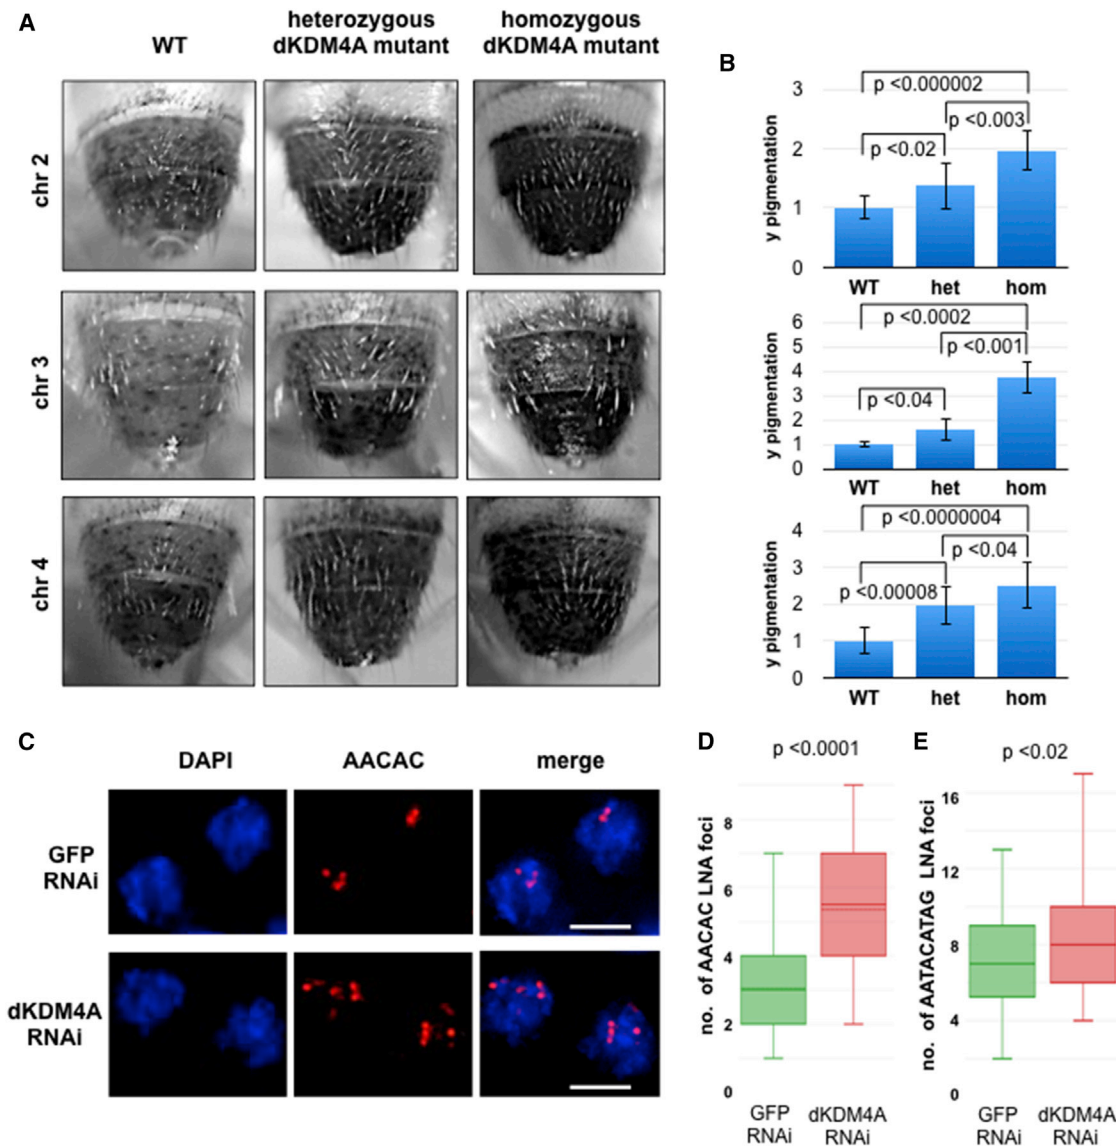 A
WT
heterozygous
dKDM4A mutant
homozygous
dKDM4A mutant
chr 2
chr 3
chr 4
B
y pigmentation
3
2
1
0
p <0.000002
p <0.003
p <0.02
WT het hom
y pigmentation
6
5
4
3
2
1
0
p <0.0002
p <0.001
p <0.04
WT het hom
y pigmentation
4
3
2
1
0
p <0.0000004
p <0.04
p <0.00008
WT het hom
C
DAPI AACAC merge
GFP
RNAi
dKDM4A
RNAi
D
p <0.0001
no. of AACAC LNA foci
8
6
4
2
0
GFP
RNAi
dKDM4A
RNAi
E
p <0.02
no. of AATACATAG LNA foci
16
12
8
4
0
GFP
RNAi
dKDM4A
RNAi